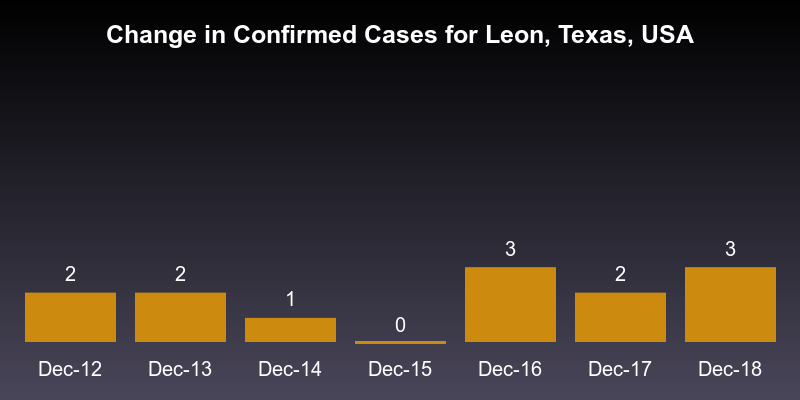 Change in Confirmed Cases for Leon, Texas, USA
2 2 1 0 3 2 3
Dec-12 Dec-13 Dec-14 Dec-15 Dec-16 Dec-17 Dec-18